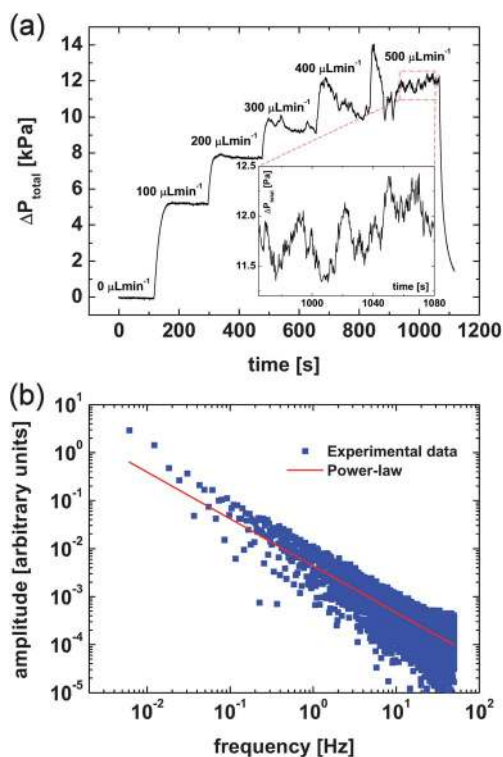 (a)
14
12
10
8
6
4
2
0
ΔP_total [kPa]
0 μLmin⁻¹
100 μLmin⁻¹
200 μLmin⁻¹
300 μLmin⁻¹
400 μLmin⁻¹
500 μLmin⁻¹
ΔP_total [Pa]
12.5
12.0
11.5
time [s]
1000 1040 1080
0 200 400 600 800 1000 1200
time [s]
(b)
10¹
10⁰
10⁻¹
10⁻²
10⁻³
10⁻⁴
10⁻⁵
amplitude [arbitrary units]
Experimental data
Power-law
10⁻² 10⁻¹ 10⁰ 10¹ 10²
frequency [Hz]